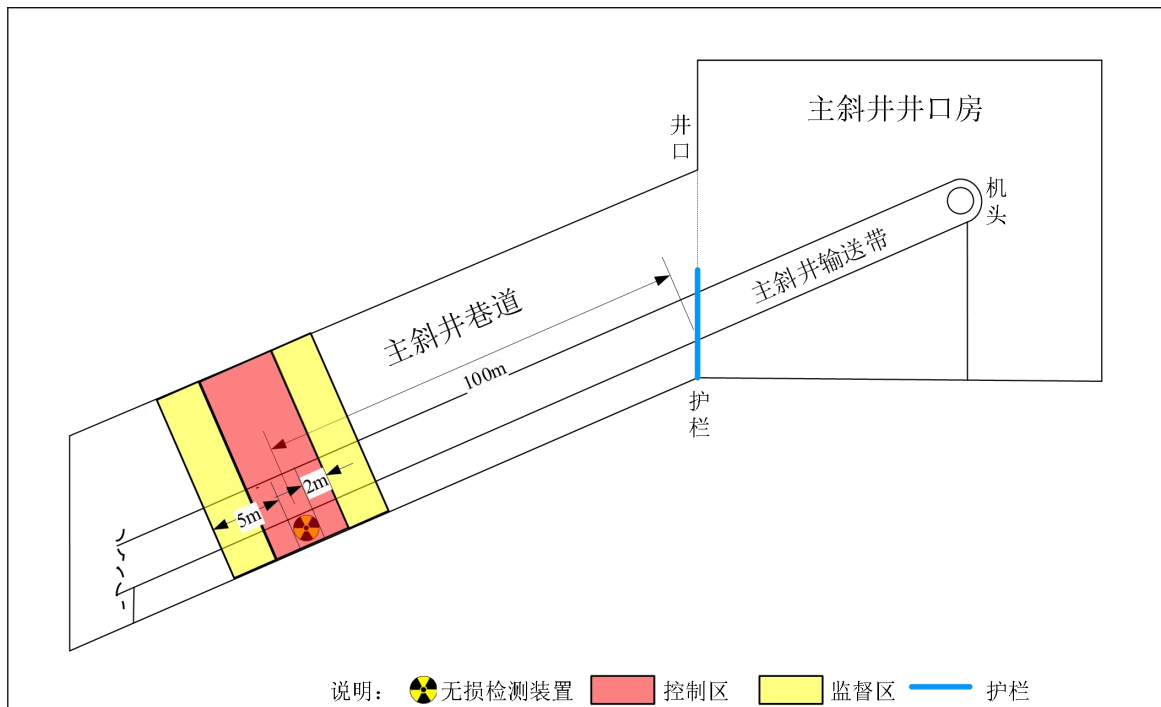 主斜井井口房
井口
机头
主斜井输送带
主斜井巷道
100m
护栏
2m
5m
说明： 无损检测装置 控制区 监督区 护栏